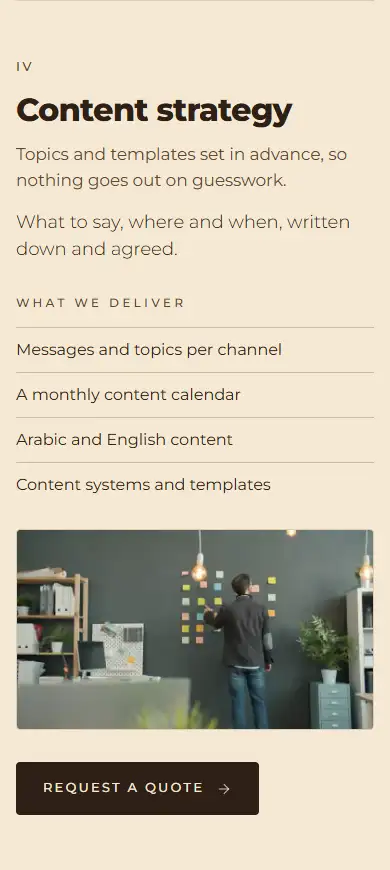 IV
Content strategy
Topics and templates set in advance, so
nothing goes out on guesswork.
What to say, where and when, written
down and agreed.
WHAT WE DELIVER
Messages and topics per channel
A monthly content calendar
Arabic and English content
Content systems and templates
REQUEST A QUOTE →